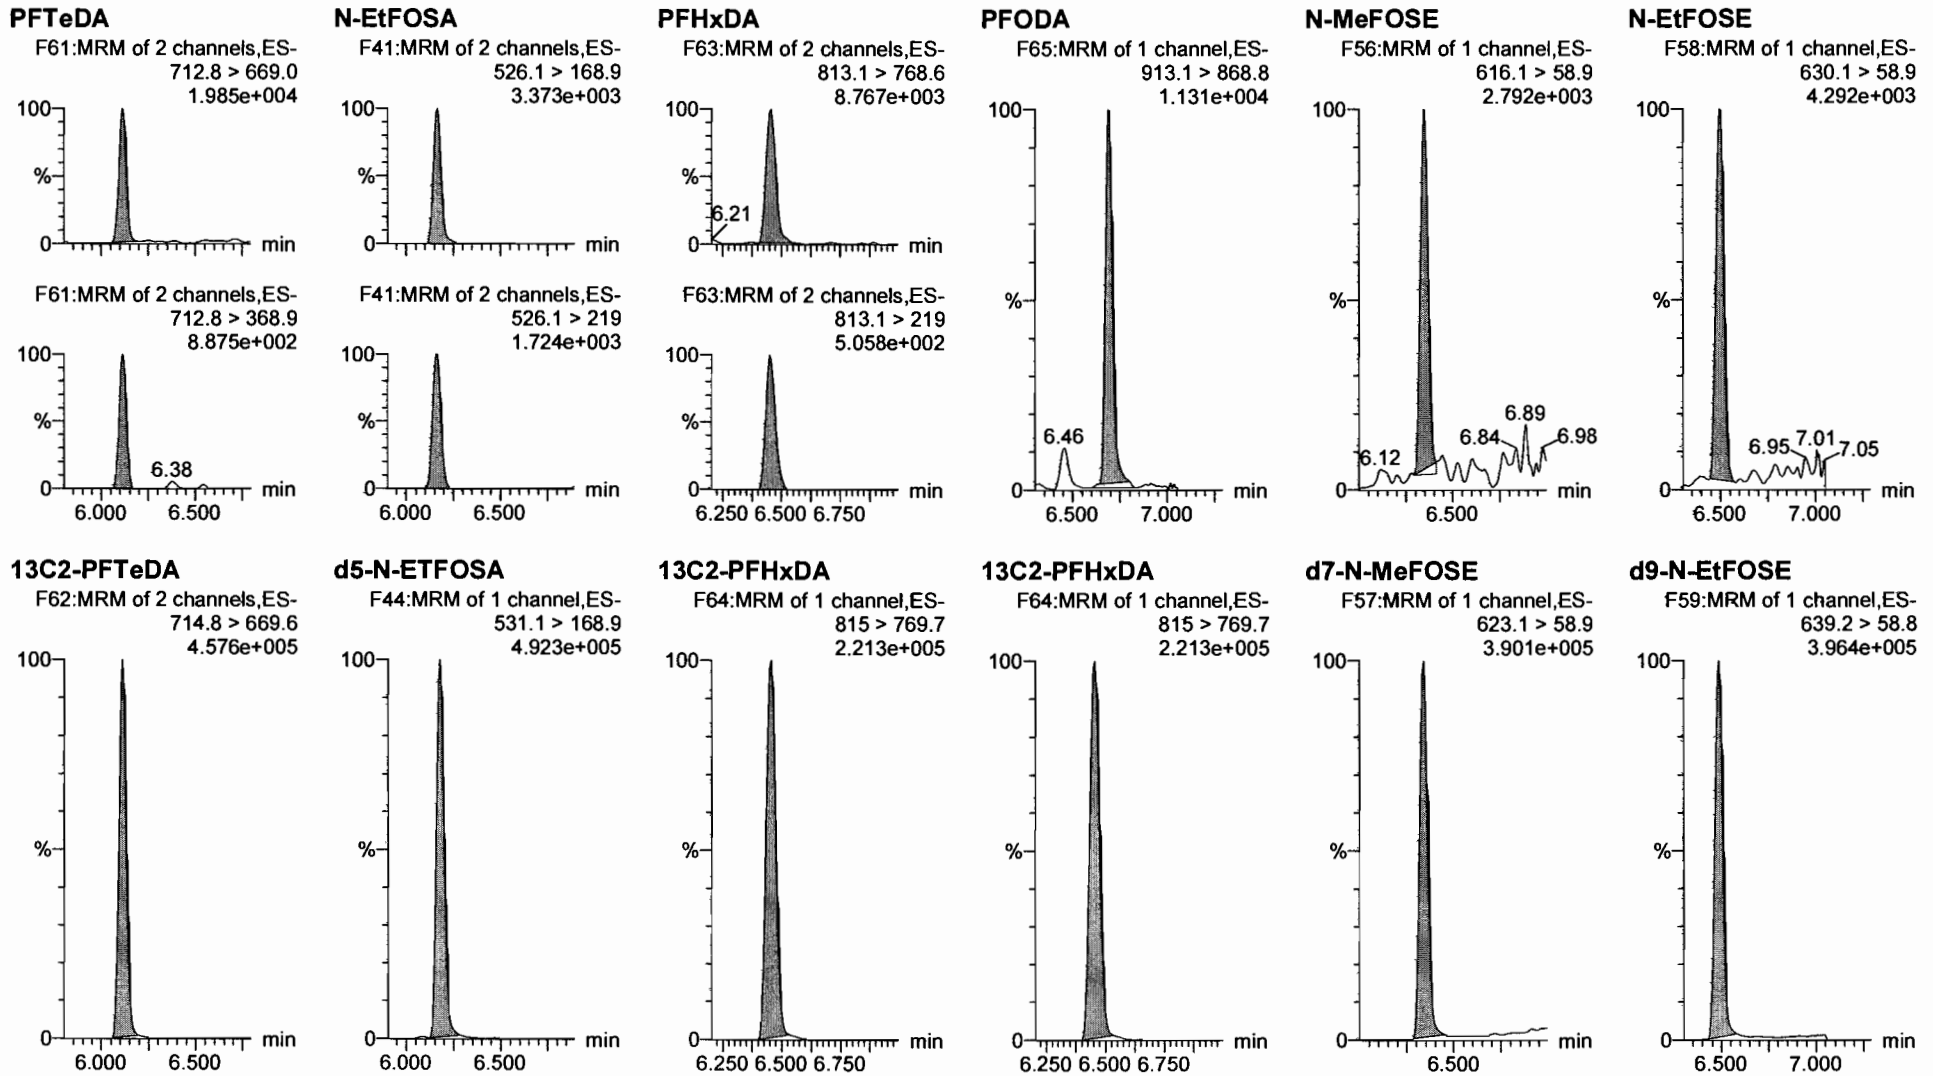 PFTeDA
F61:MRM of 2 channels,ES-
712.8 > 669.0
1.985e+004
100
%
0
min
F61:MRM of 2 channels,ES-
712.8 > 368.9
8.875e+002
100
%
6.38
0
min
6.000 6.500
N-EtFOSA
F41:MRM of 2 channels,ES-
526.1 > 168.9
3.373e+003
100
%
0
min
F41:MRM of 2 channels,ES-
526.1 > 219
1.724e+003
100
%
0
min
6.000 6.500
PFHxDA
F63:MRM of 2 channels,ES-
813.1 > 768.6
8.767e+003
100
%
6.21
0
min
F63:MRM of 2 channels,ES-
813.1 > 219
5.058e+002
100
%
0
min
6.250 6.500 6.750
PFODA
F65:MRM of 1 channel,ES-
913.1 > 868.8
1.131e+004
100
%
6.46
0
min
6.500 7.000
N-MeFOSE
F56:MRM of 1 channel,ES-
616.1 > 58.9
2.792e+003
100
%
6.89
6.84 6.98
6.12
0
min
6.500
N-EtFOSE
F58:MRM of 1 channel,ES-
630.1 > 58.9
4.292e+003
100
%
6.95 7.01 7.05
0
min
6.500 7.000
13C2-PFTeDA
F62:MRM of 2 channels,ES-
714.8 > 669.6
4.576e+005
100
%
0
min
6.000 6.500
d5-N-ETFOSA
F44:MRM of 1 channel,ES-
531.1 > 168.9
4.923e+005
100
%
0
min
6.000 6.500
13C2-PFHxDA
F64:MRM of 1 channel,ES-
815 > 769.7
2.213e+005
100
%
0
min
6.250 6.500 6.750
13C2-PFHxDA
F64:MRM of 1 channel,ES-
815 > 769.7
2.213e+005
100
%
0
min
6.250 6.500 6.750
d7-N-MeFOSE
F57:MRM of 1 channel,ES-
623.1 > 58.9
3.901e+005
100
%
0
min
6.500
d9-N-EtFOSE
F59:MRM of 1 channel,ES-
639.2 > 58.8
3.964e+005
100
%
0
min
6.500 7.000